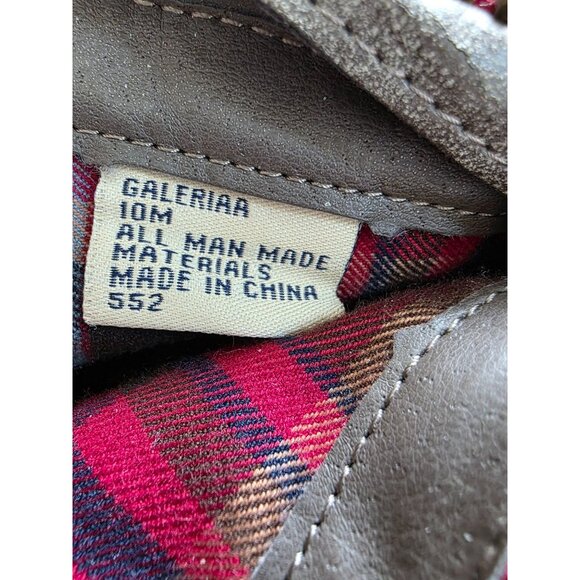 GALERIAA
10M
ALL MAN MADE
MATERIALS
MADE IN CHINA
552